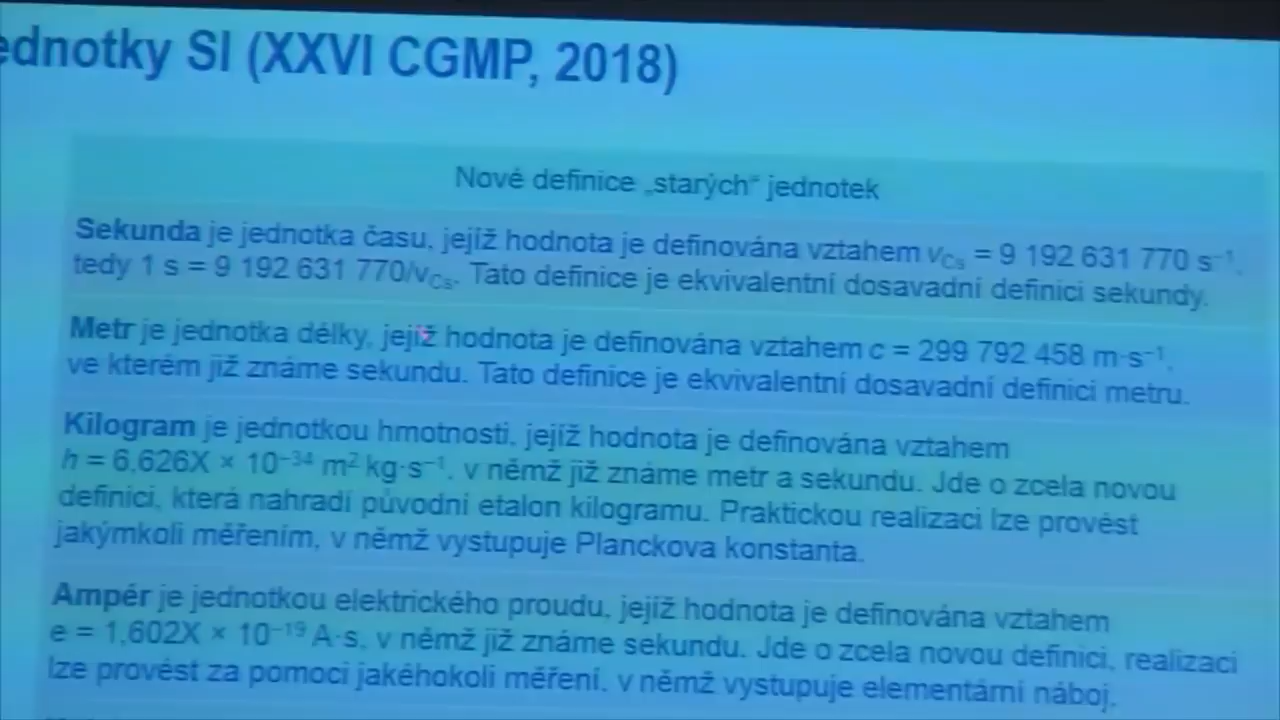 ednotky SI (XXVI CGMP, 2018)
Nové definice „starých“ jednotek
Sekunda je jednotka času, jejíž hodnota je definována vztahem νCs = 9 192 631 770 s⁻¹,
tedy 1 s = 9 192 631 770/νCs. Tato definice je ekvivalentní dosavadní definici sekundy.
Metr je jednotka délky, jejíž hodnota je definována vztahem c = 299 792 458 m·s⁻¹,
ve kterém již známe sekundu. Tato definice je ekvivalentní dosavadní definici metru.
Kilogram je jednotkou hmotnosti, jejíž hodnota je definována vztahem
h = 6,626X × 10⁻³⁴ m² kg·s⁻¹, v němž již známe metr a sekundu. Jde o zcela novou
definici, která nahradí původní etalon kilogramu. Praktickou realizaci lze provést
jakýmkoli měřením, v němž vystupuje Planckova konstanta.
Ampér je jednotkou elektrického proudu, jejíž hodnota je definována vztahem
e = 1,602X × 10⁻¹⁹ A·s, v němž již známe sekundu. Jde o zcela novou definici, realizaci
lze provést za pomoci jakéhokoli měření, v němž vystupuje elementární náboj.